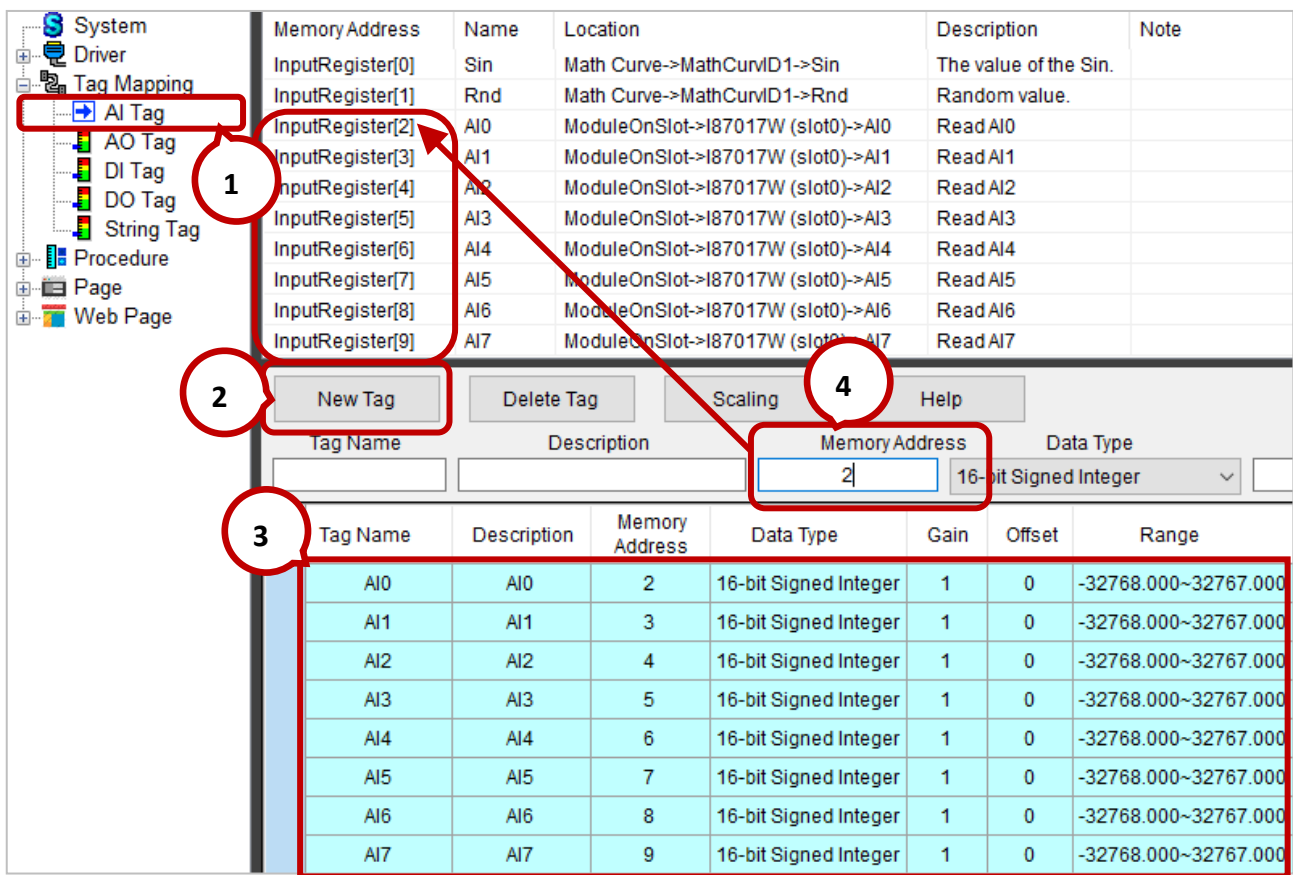 System
Driver
Tag Mapping
AI Tag
AO Tag
DI Tag
DO Tag
String Tag
Procedure
Page
Web Page
1
Memory Address Name Location Description Note
InputRegister[0] Sin Math Curve->MathCurvID1->Sin The value of the Sin.
InputRegister[1] Rnd Math Curve->MathCurvID1->Rnd Random value.
InputRegister[2] AI0 ModuleOnSlot->I87017W (slot0)->AI0 Read AI0
InputRegister[3] AI1 ModuleOnSlot->I87017W (slot0)->AI1 Read AI1
InputRegister[4] AI2 ModuleOnSlot->I87017W (slot0)->AI2 Read AI2
InputRegister[5] AI3 ModuleOnSlot->I87017W (slot0)->AI3 Read AI3
InputRegister[6] AI4 ModuleOnSlot->I87017W (slot0)->AI4 Read AI4
InputRegister[7] AI5 ModuleOnSlot->I87017W (slot0)->AI5 Read AI5
InputRegister[8] AI6 ModuleOnSlot->I87017W (slot0)->AI6 Read AI6
InputRegister[9] AI7 ModuleOnSlot->I87017W (slot0)->AI7 Read AI7
2 New Tag Delete Tag Scaling 4 Help
Tag Name Description Memory Address Data Type
2 16-bit Signed Integer
3
Tag Name Description Memory Address Data Type Gain Offset Range
AI0 AI0 2 16-bit Signed Integer 1 0 -32768.000~32767.000
AI1 AI1 3 16-bit Signed Integer 1 0 -32768.000~32767.000
AI2 AI2 4 16-bit Signed Integer 1 0 -32768.000~32767.000
AI3 AI3 5 16-bit Signed Integer 1 0 -32768.000~32767.000
AI4 AI4 6 16-bit Signed Integer 1 0 -32768.000~32767.000
AI5 AI5 7 16-bit Signed Integer 1 0 -32768.000~32767.000
AI6 AI6 8 16-bit Signed Integer 1 0 -32768.000~32767.000
AI7 AI7 9 16-bit Signed Integer 1 0 -32768.000~32767.000